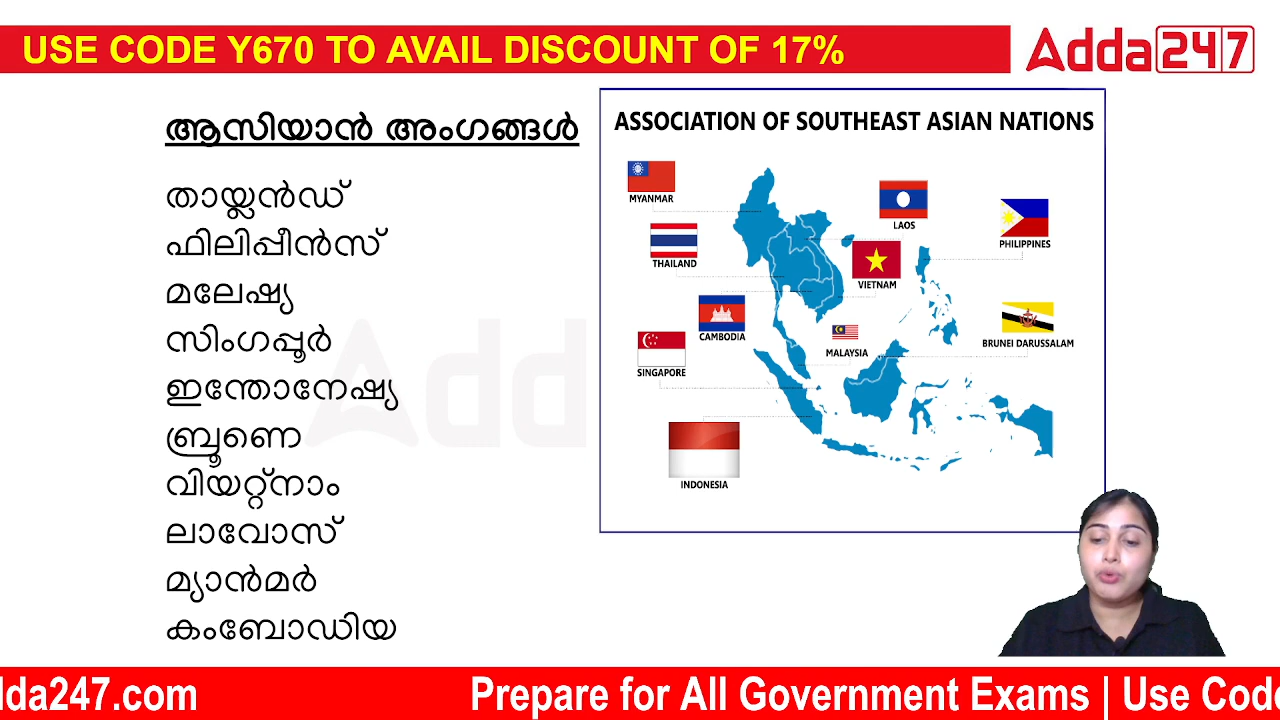 USE CODE Y670 TO AVAIL DISCOUNT OF 17%
Adda247
ആസിയാൻ അംഗങ്ങൾ
തായ്ലൻഡ്
ഫിലിപ്പീൻസ്
മലേഷ്യ
സിംഗപ്പൂർ
ഇന്തോനേഷ്യ
ബ്രൂണെ
വിയറ്റ്നാം
ലാവോസ്
മ്യാൻമർ
കംബോഡിയ
ASSOCIATION OF SOUTHEAST ASIAN NATIONS
MYANMAR
LAOS
PHILIPPINES
THAILAND
VIETNAM
CAMBODIA
BRUNEI DARUSSALAM
MALAYSIA
SINGAPORE
INDONESIA
Add
dda247.com
Prepare for All Government Exams | Use Code